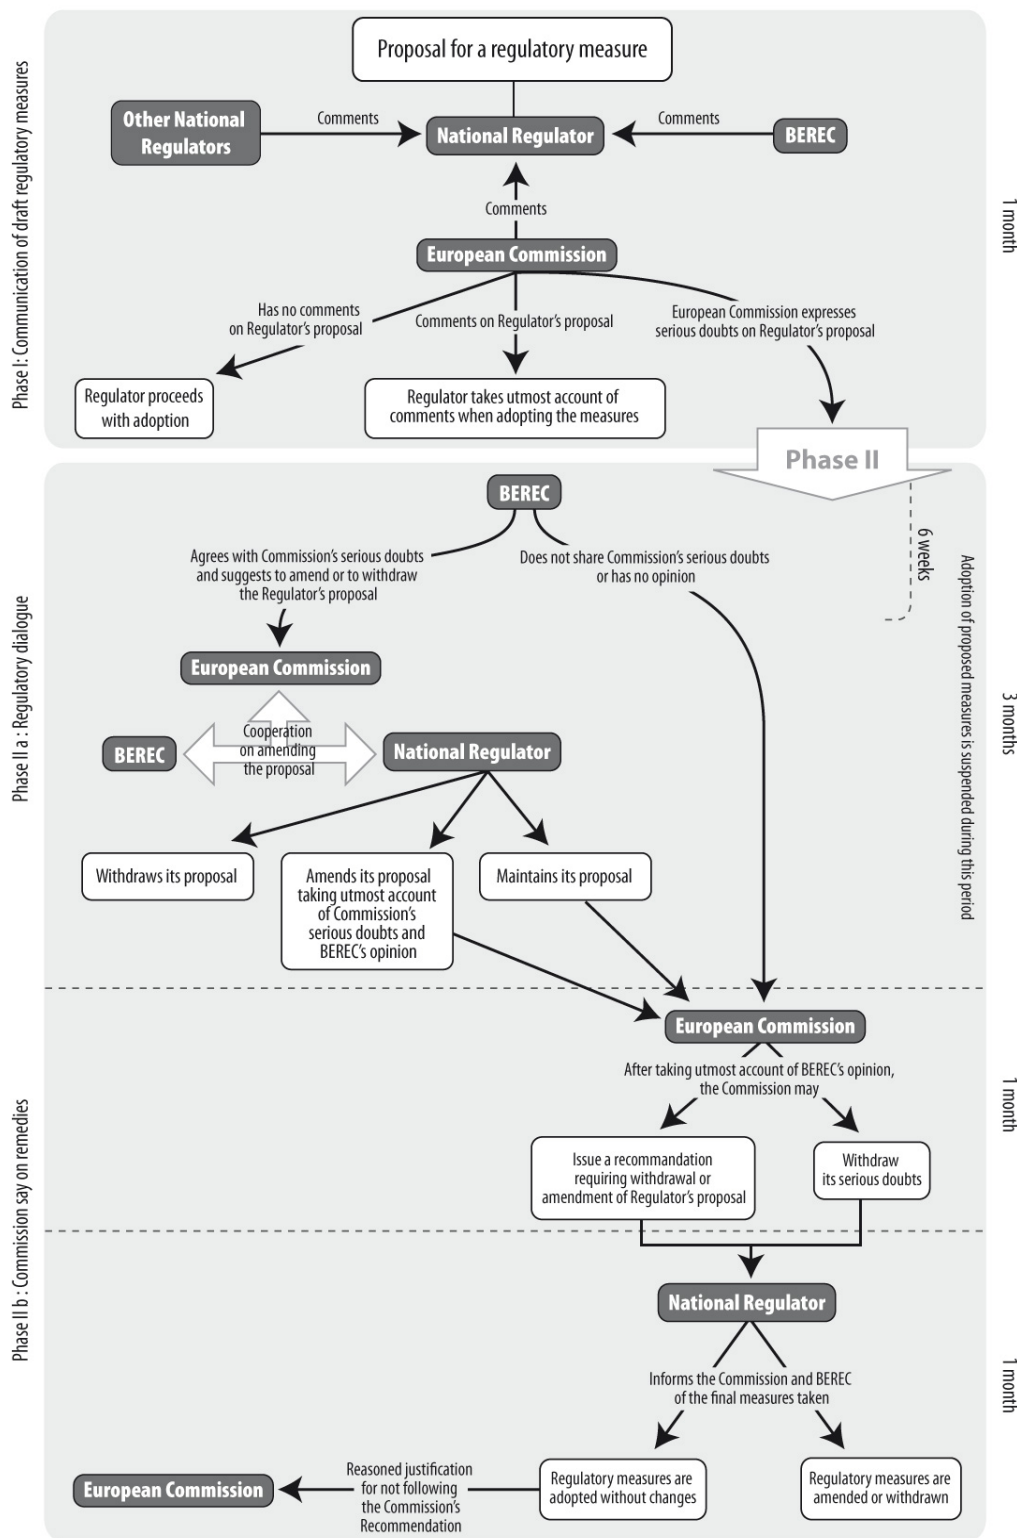 Proposal for a regulatory measure
Other National
Regulators
Comments
National Regulator
Comments
BEREC
Comments
European Commission
Has no comments
on Regulator's proposal
Comments on Regulator's proposal
European Commission expresses
serious doubts on Regulator's proposal
Regulator proceeds
with adoption
Regulator takes utmost account of
comments when adopting the measures
Phase I: Communication of draft regulatory measures
1 month
Phase II
BEREC
Agrees with Commission's serious doubts
and suggests to amend or to withdraw
the Regulator's proposal
Does not share Commission's serious doubts
or has no opinion
6 weeks
Adoption of proposed measures is suspended during this period
European Commission
Cooperation
on amending
the proposal
BEREC
National Regulator
Withdraws its proposal
Amends its proposal
taking utmost account
of Commission's
serious doubts and
BEREC's opinion
Maintains its proposal
Phase II a : Regulatory dialogue
3 months
European Commission
After taking utmost account of BEREC's opinion,
the Commission may
Issue a recommandation
requiring withdrawal or
amendment of Regulator's proposal
Withdraw
its serious doubts
1 month
Phase II b : Commission say on remedies
National Regulator
Informs the Commission and BEREC
of the final measures taken
Regulatory measures are
adopted without changes
Regulatory measures are
amended or withdrawn
Reasoned justification
for not following
the Commission's
Recommendation
European Commission
1 month